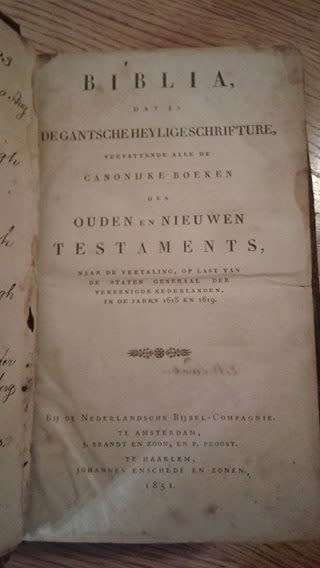 BIBLIA,
DAT IS
DE GANTSCHE HEYLIGE SCHRIFTURE,
VERVATTENDE ALLE DE
CANONIJKE BOEKEN
DES
OUDEN EN NIEUWEN
TESTAMENTS,
NAAR DE VERTALING, OP LAST VAN
DE STATEN GENERAAL DER
VEREENIGDE NEDERLANDEN,
IN DE JAREN 1618 EN 1619.
BIJ DE NEDERLANDSCHE BIJBEL-COMPAGNIE.
TE AMSTERDAM,
J. BRANDT EN ZOON, EN P. PROOST.
TE HAARLEM,
JOHANNES ENSCHEDE EN ZONEN,
1851.